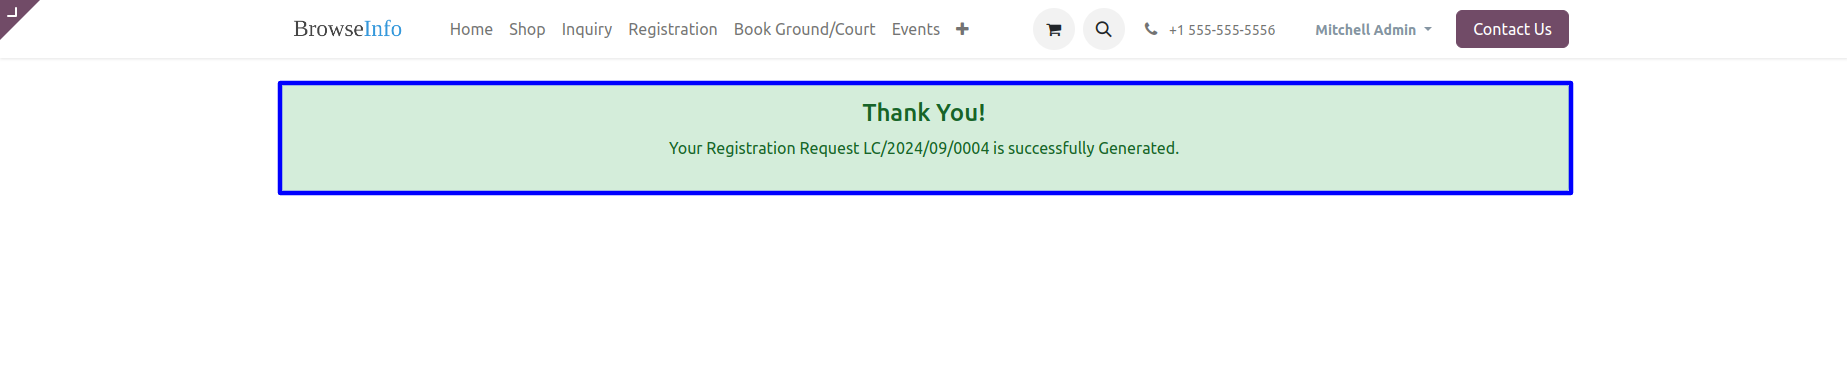 BrowseInfo Home Shop Inquiry Registration Book Ground/Court Events +1 555-555-5556 Mitchell Admin Contact Us
Thank You!
Your Registration Request LC/2024/09/0004 is successfully Generated.